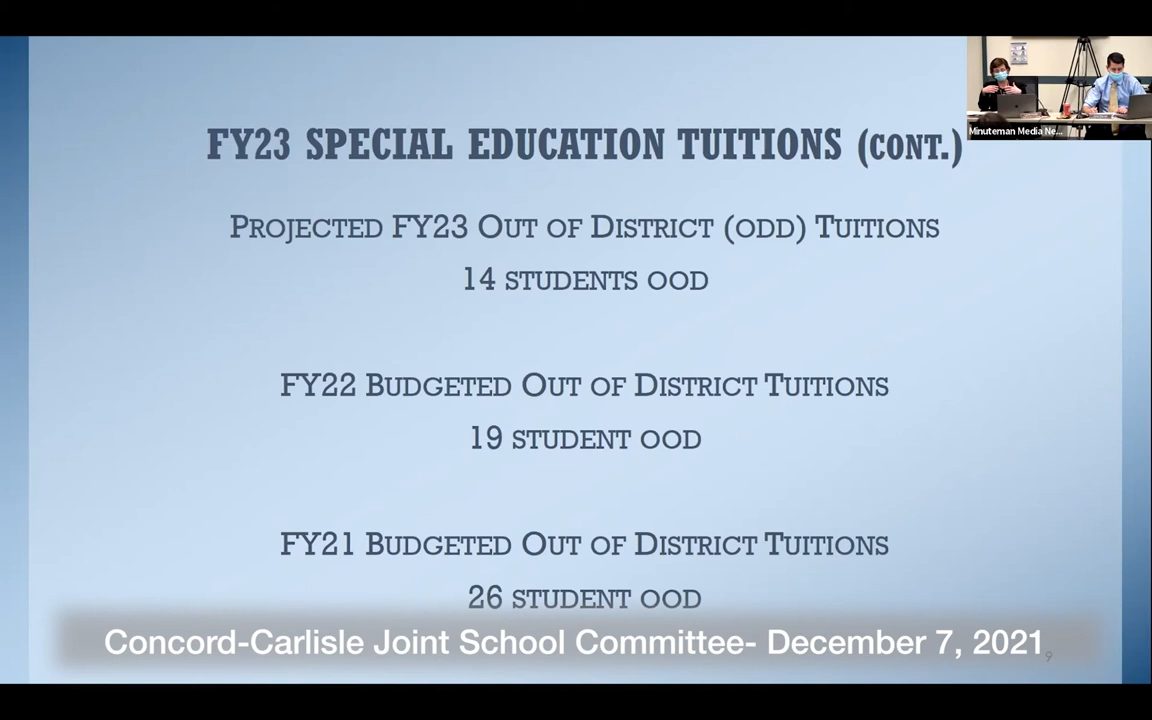 Minuteman Media Ne...
FY23 SPECIAL EDUCATION TUITIONS (CONT.)
PROJECTED FY23 OUT OF DISTRICT (ODD) TUITIONS
14 STUDENTS OOD
FY22 BUDGETED OUT OF DISTRICT TUITIONS
19 STUDENT OOD
FY21 BUDGETED OUT OF DISTRICT TUITIONS
26 STUDENT OOD
Concord-Carlisle Joint School Committee- December 7, 2021
9